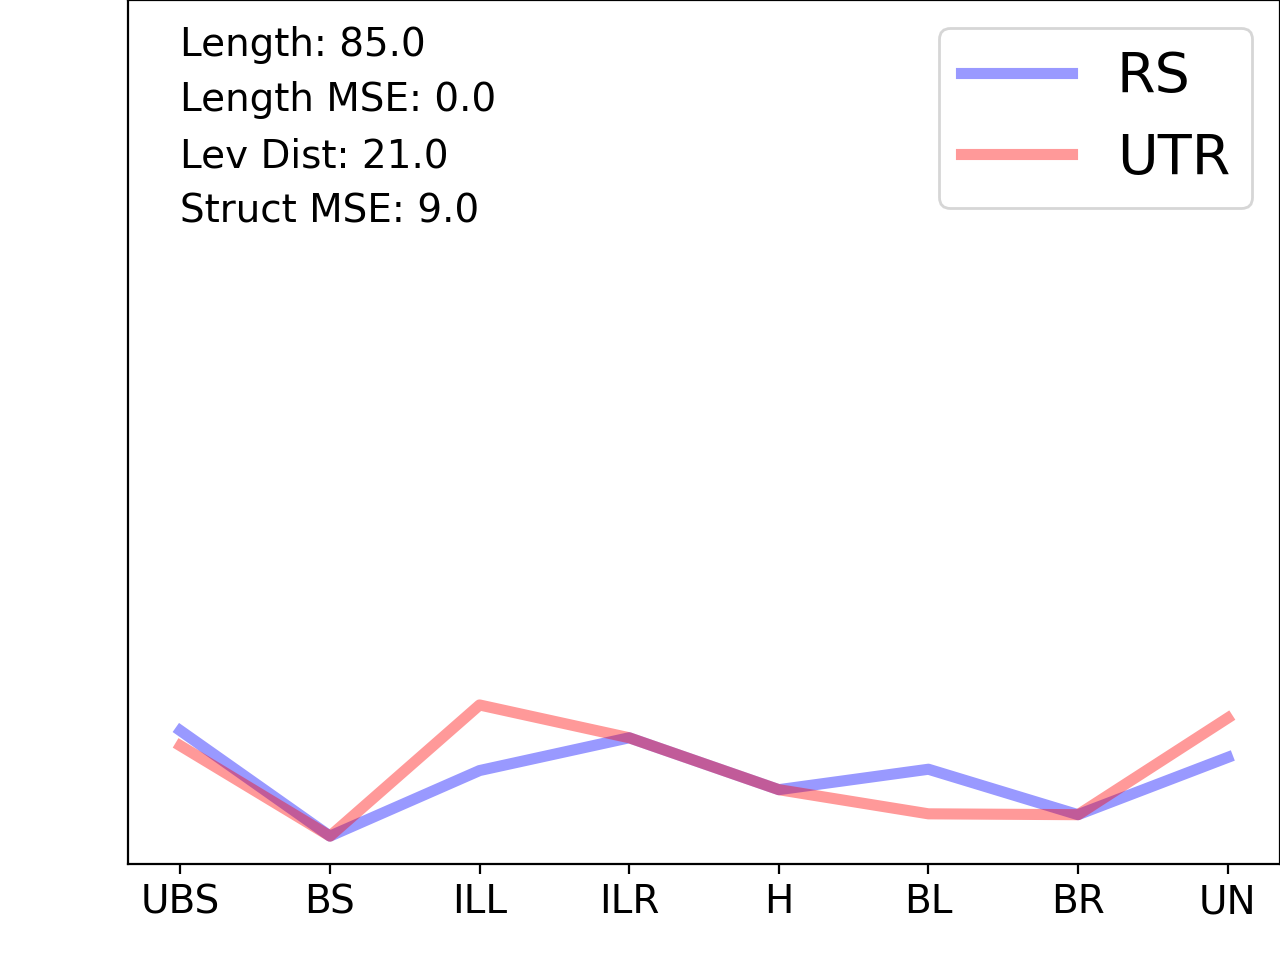 Length: 85.0
Length MSE: 0.0
Lev Dist: 21.0
Struct MSE: 9.0
RS
UTR
UBS BS ILL ILR H BL BR UN